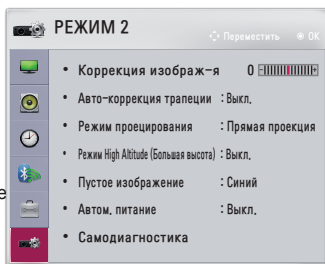 РЕЖИМ 2
Переместить OK
• Коррекция изображ-я 0
• Авто-коррекция трапеции : Выкл.
• Режим проецирования : Прямая проекция
• Режим High Altitude (Большая высота) : Выкл.
• Пустое изображение : Синий
• Автом. питание : Выкл.
• Самодиагностика
е